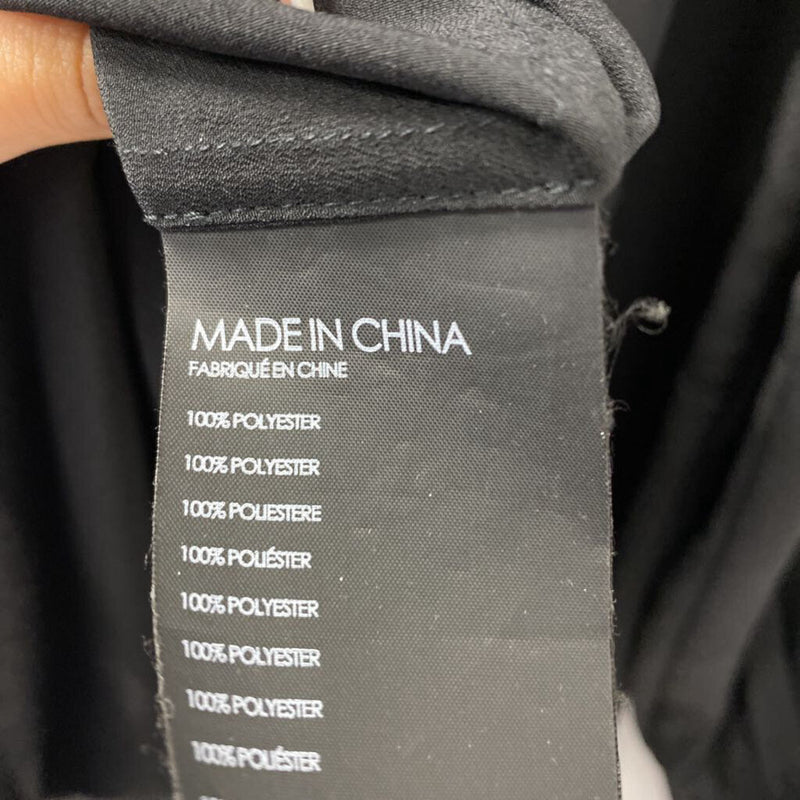 MADE IN CHINA
FABRIQUÉ EN CHINE
100% POLYESTER
100% POLYESTER
100% POLIESTERE
100% POLIÉSTER
100% POLYESTER
100% POLYESTER
100% POLYESTER
100% POLIÉSTER